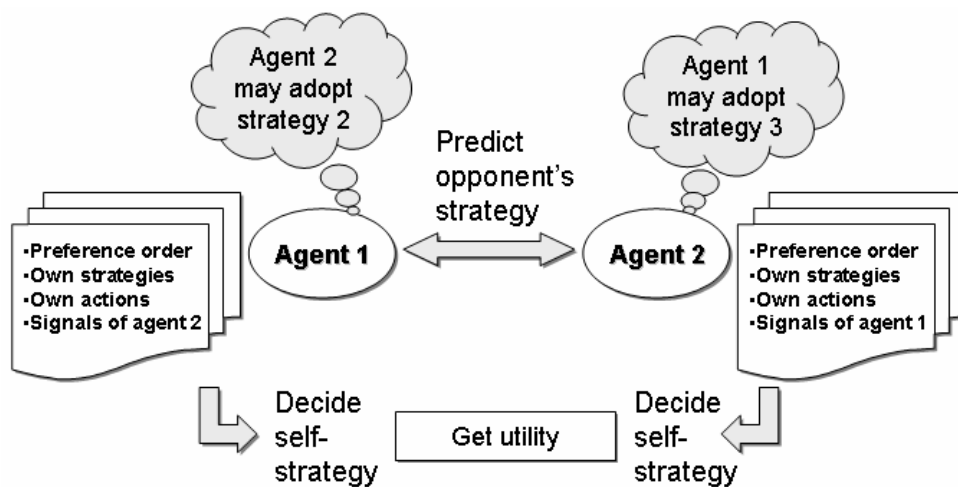 Agent 2
may adopt
strategy 2
Agent 1
may adopt
strategy 3
Predict
opponent's
strategy
Agent 1
Agent 2
▪Preference order
▪Own strategies
▪Own actions
▪Signals of agent 2
▪Preference order
▪Own strategies
▪Own actions
▪Signals of agent 1
Decide
self-
strategy
Get utility
Decide
self-
strategy